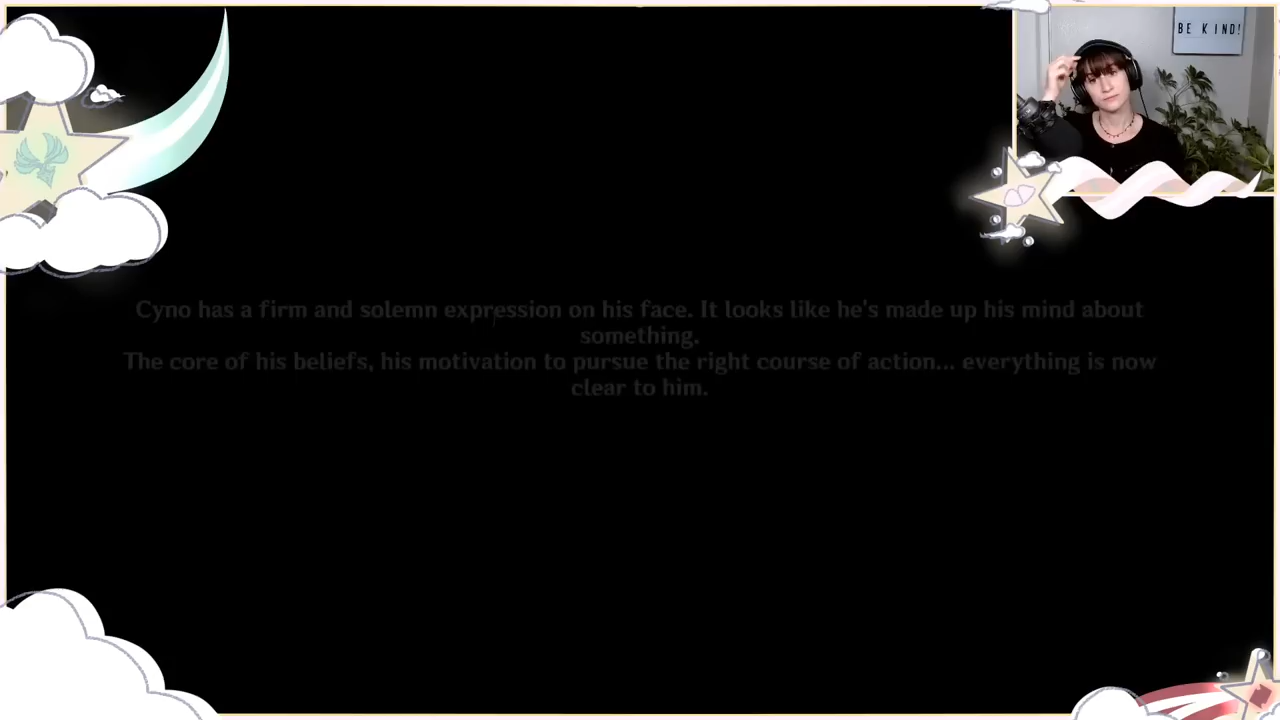 BE KIND!
Cyno has a firm and solemn expression on his face. It looks like he's made up his mind about
something.
The core of his beliefs, his motivation to pursue the right course of action... everything is now
clear to him.